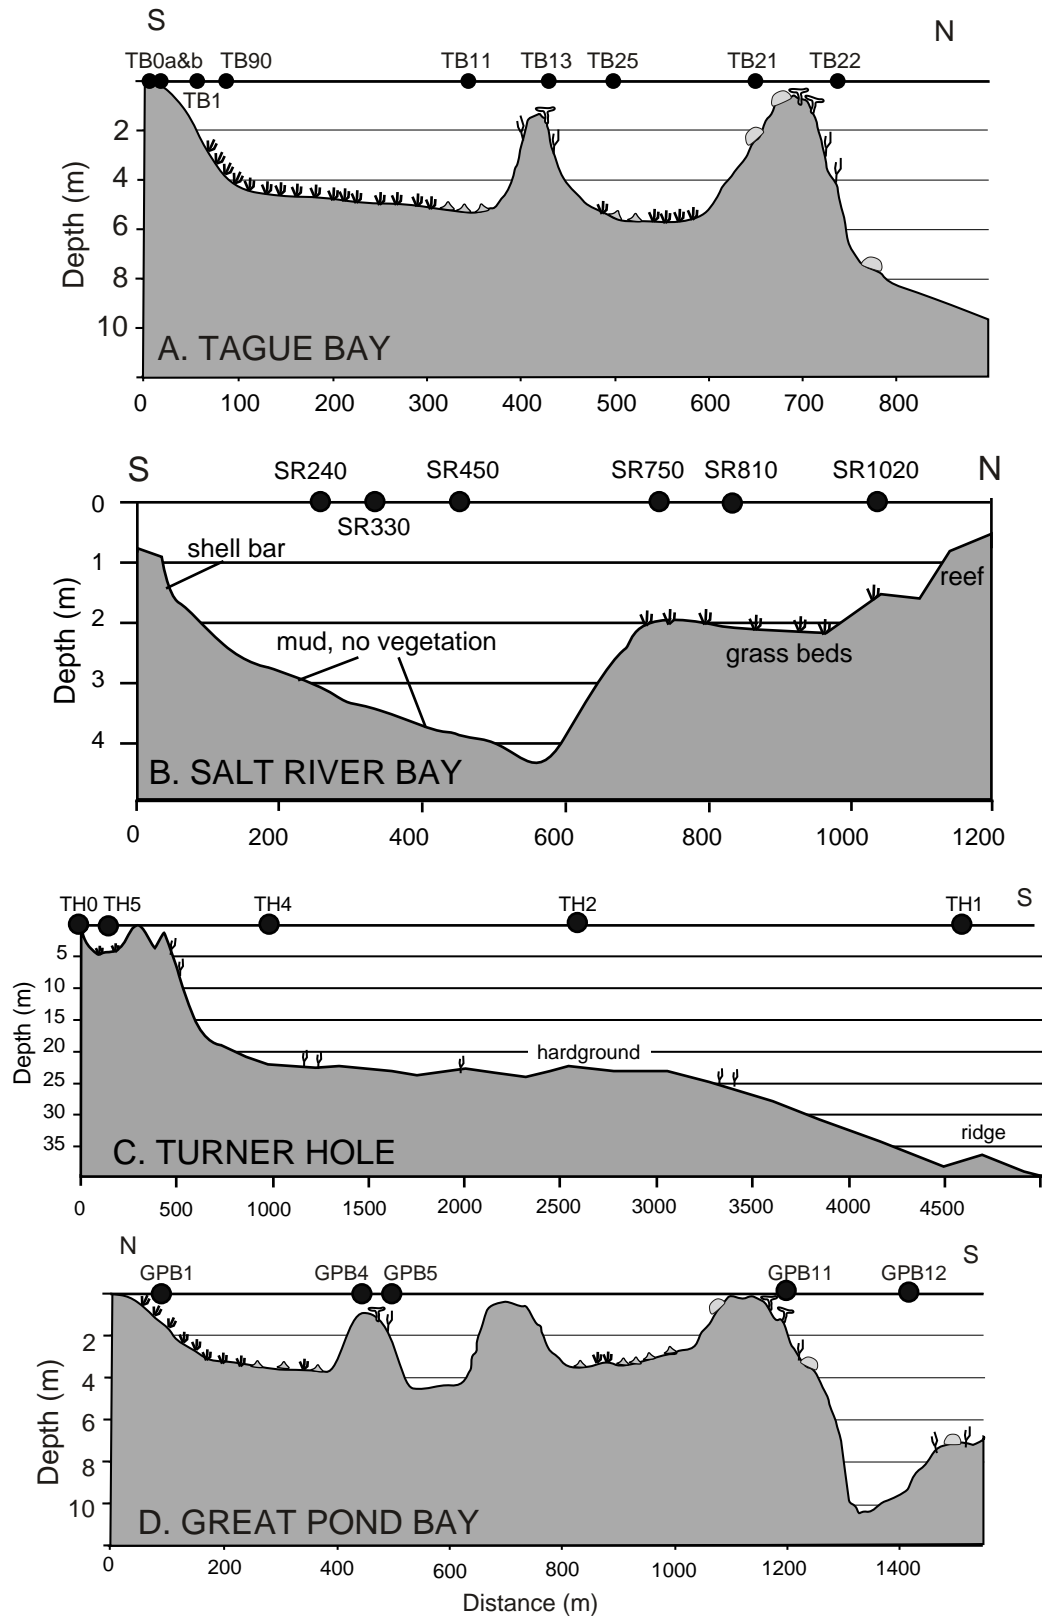 S N
TB0a&b TB90 TB11 TB13 TB25 TB21 TB22
TB1
2
4
6
8
10
Depth (m)
A. TAGUE BAY
0 100 200 300 400 500 600 700 800
S N
SR240 SR450 SR750 SR810 SR1020
SR330
0
1
2
3
4
Depth (m)
shell bar
reef
mud, no vegetation
grass beds
B. SALT RIVER BAY
0 200 400 600 800 1000 1200
S
TH0 TH5 TH4 TH2 TH1
5
10
15
20
25
30
35
Depth (m)
hardground
ridge
C. TURNER HOLE
0 500 1000 1500 2000 2500 3000 3500 4000 4500
N S
GPB1 GPB4 GPB5 GPB11 GPB12
2
4
6
8
10
Depth (m)
D. GREAT POND BAY
0 200 400 600 800 1000 1200 1400
Distance (m)